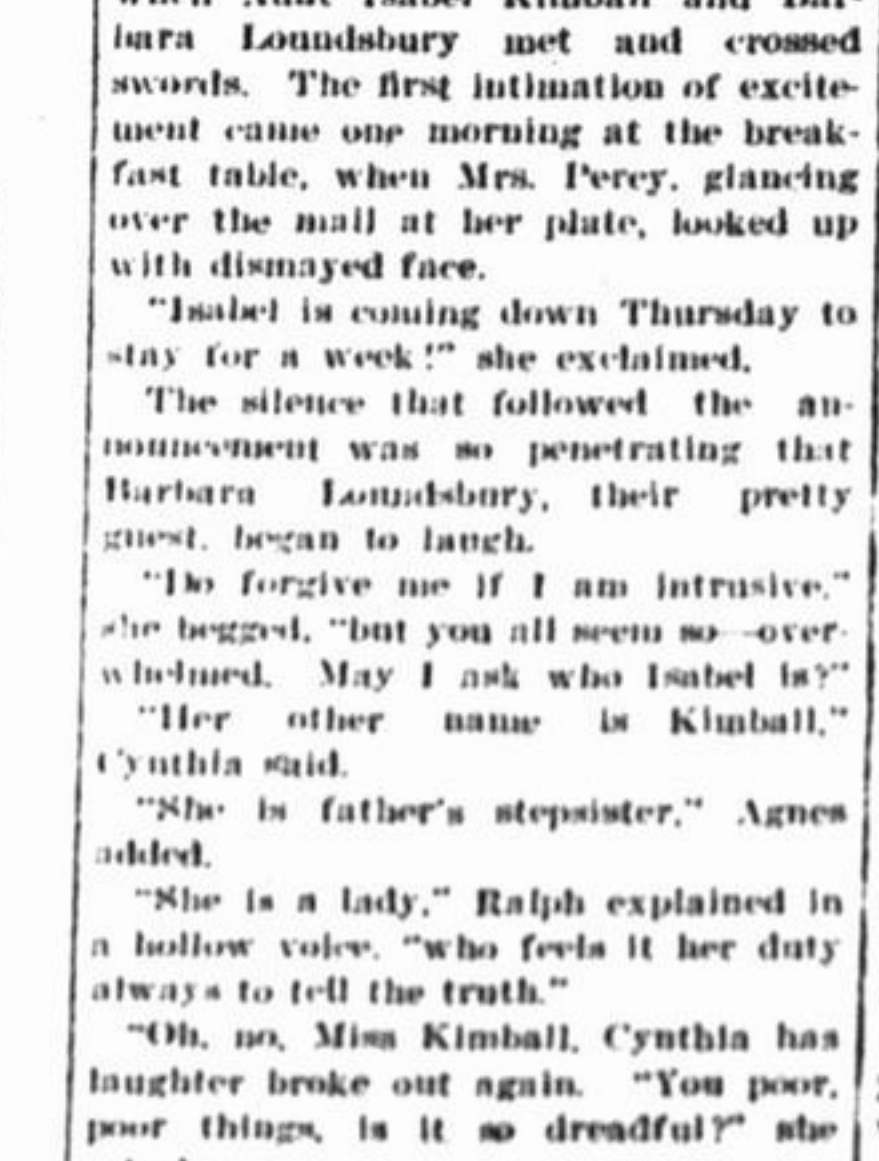 when Aunt Isabel Kimball and Bar-
bara Loundsbury met and crossed
swords. The first intimation of excite-
ment came one morning at the break-
fast table, when Mrs. Percy, glancing
over the mail at her plate, looked up
with dismayed face.
"Isabel is coming down Thursday to
stay for a week!" she exclaimed.
The silence that followed the an-
nouncement was so penetrating that
Barbara Loundsbury, their pretty
guest, began to laugh.
"Do forgive me if I am intrusive,"
she begged, "but you all seem so—over-
whelmed. May I ask who Isabel is?"
"Her other name is Kimball,"
Cynthia said.
"She is father's stepsister," Agnes
added.
"She is a lady," Ralph explained in
a hollow voice, "who feels it her duty
always to tell the truth."
"Oh, no, Miss Kimball, Cynthia has
laughter broke out again. "You poor,
poor things, is it so dreadful?" she